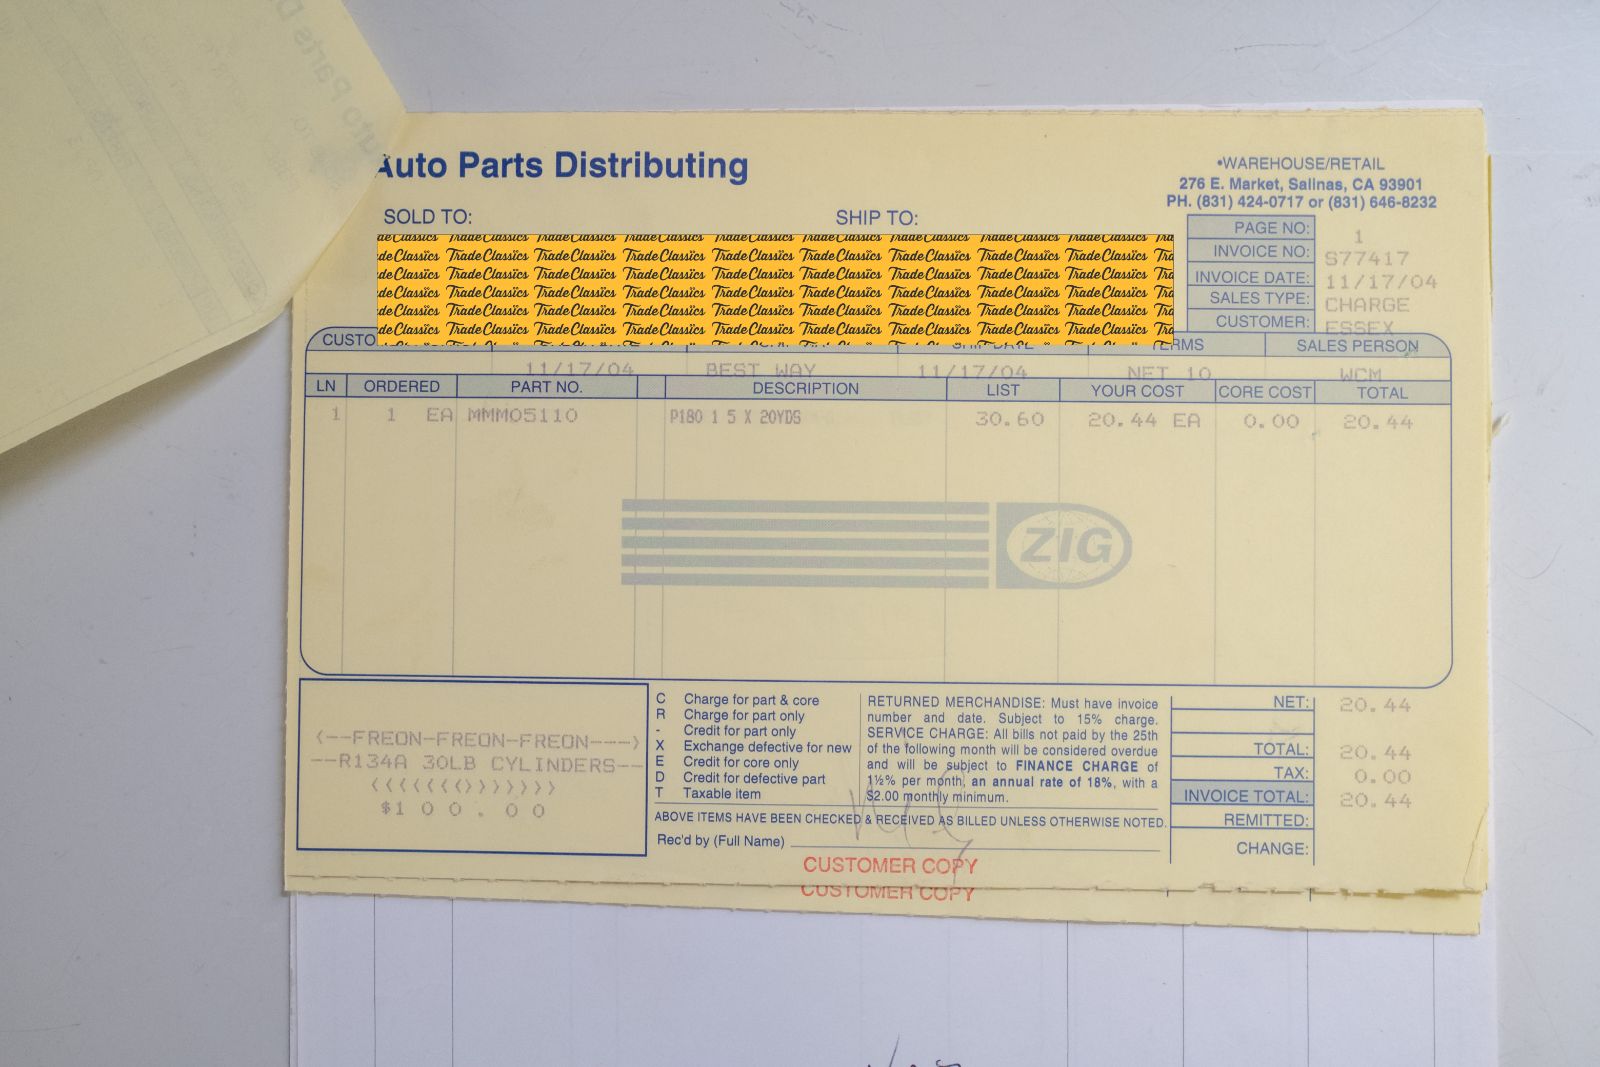 Auto Parts Distributing
•WAREHOUSE/RETAIL
276 E. Market, Salinas, CA 93901
PH. (831) 424-0717 or (831) 646-8232
SOLD TO:
SHIP TO:
PAGE NO: 1
INVOICE NO: S77417
INVOICE DATE: 11/17/04
SALES TYPE: CHARGE
CUSTOMER: ESSEX
Trade Classics
CUSTO SHIP DATE TERMS SALES PERSON
11/17/04 BEST WAY 11/17/04 NET 10 WCM
LN ORDERED PART NO. DESCRIPTION LIST YOUR COST CORE COST TOTAL
1 1 EA MMM05110 P180 1 5 X 20YDS 30.60 20.44 EA 0.00 20.44
ZIG
<--FREON-FREON-FREON--->
--R134A 30LB CYLINDERS--
<<<<<<<>>>>>>>
$1 0 0 . 0 0
C Charge for part & core
R Charge for part only
- Credit for part only
X Exchange defective for new
E Credit for core only
D Credit for defective part
T Taxable item
RETURNED MERCHANDISE: Must have invoice
number and date. Subject to 15% charge.
SERVICE CHARGE: All bills not paid by the 25th
of the following month will be considered overdue
and will be subject to FINANCE CHARGE of
1½% per month, an annual rate of 18%, with a
$2.00 monthly minimum.
ABOVE ITEMS HAVE BEEN CHECKED & RECEIVED AS BILLED UNLESS OTHERWISE NOTED.
Rec'd by (Full Name)
NET: 20.44
TOTAL: 20.44
TAX: 0.00
INVOICE TOTAL: 20.44
REMITTED:
CHANGE:
CUSTOMER COPY
CUSTOMER COPY